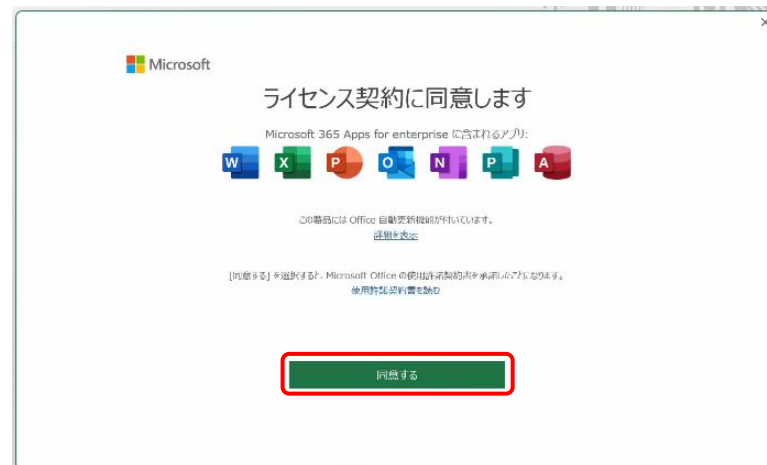 Microsoft
ライセンス契約に同意します
Microsoft 365 Apps for enterprise に含まれるアプリ:
W X P O N P A
この製品には Office 自動更新機能が付いています。
詳細を表示
[同意する] を選択すると、Microsoft Office の使用許諾契約書を承諾したことになります。
使用許諾契約書を読む
同意する